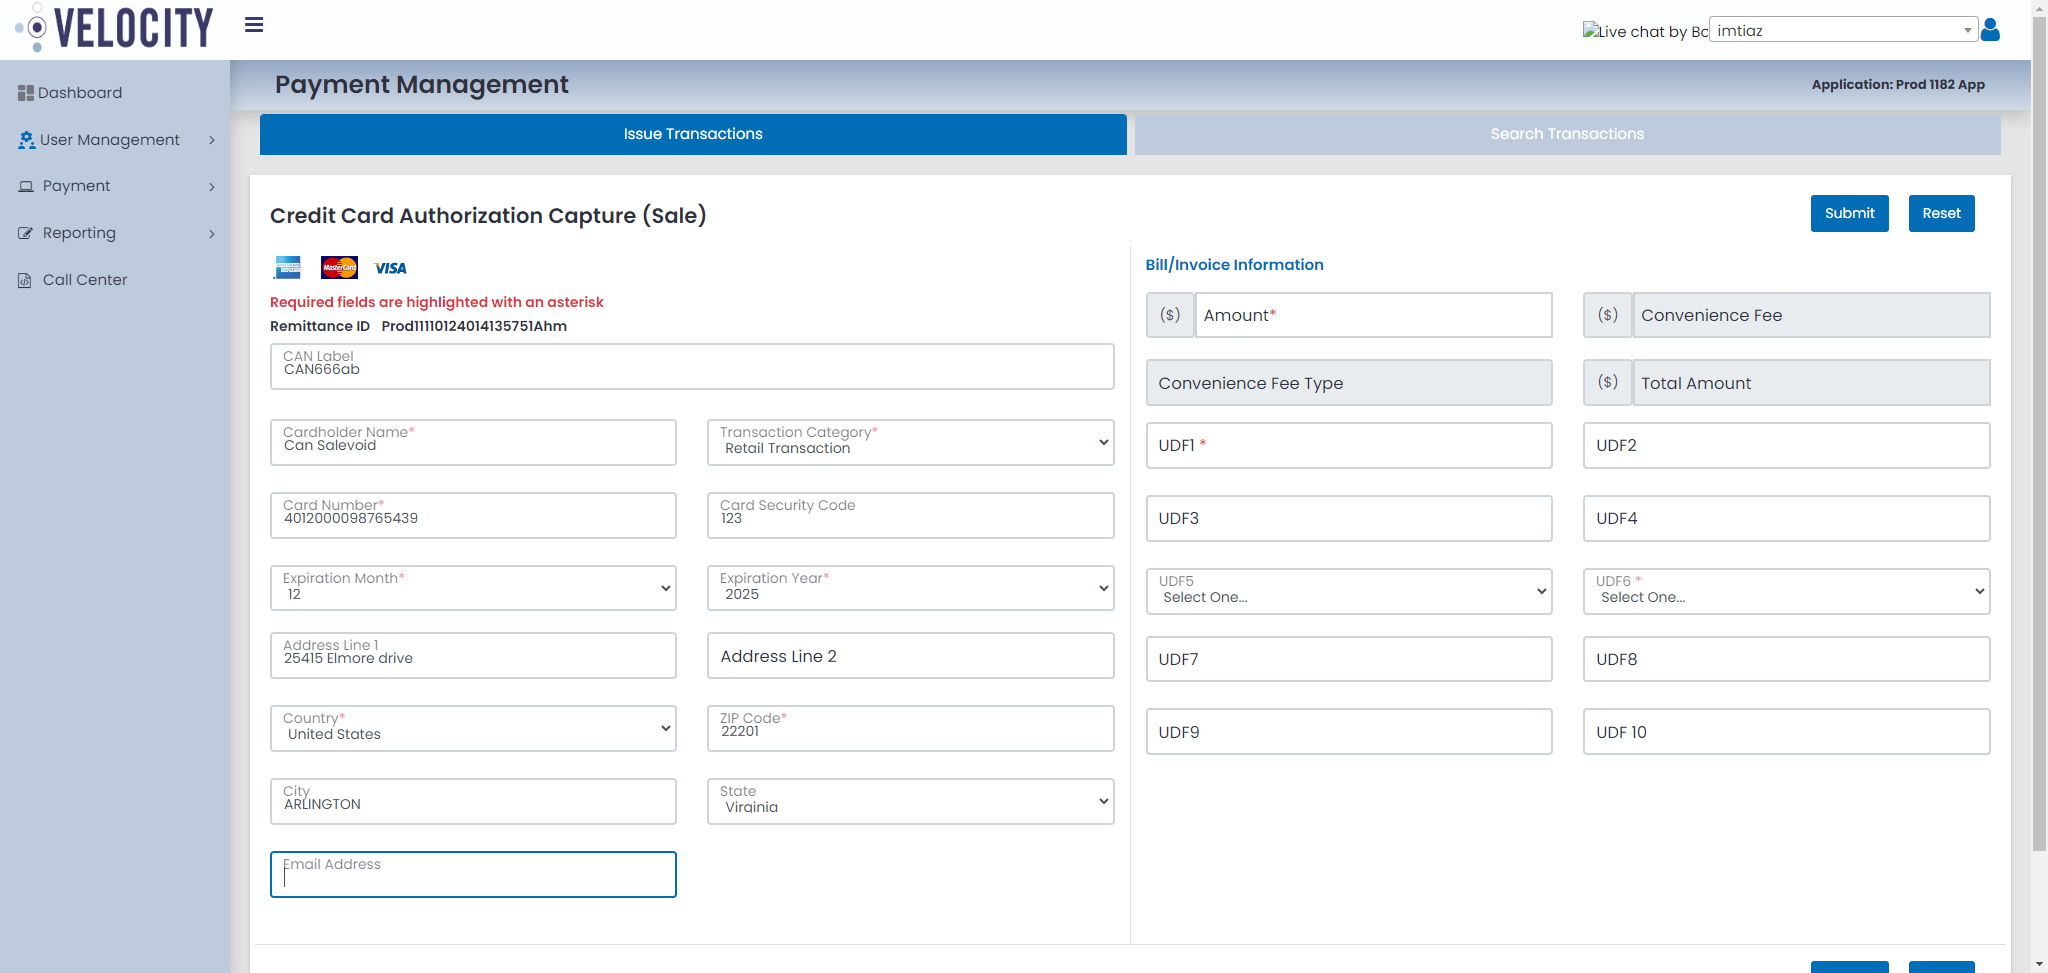 VELOCITY
Live chat by Bo
imtiaz
Dashboard
User Management
Payment
Reporting
Call Center
Payment Management
Application: Prod 1182 App
Issue Transactions
Search Transactions
Credit Card Authorization Capture (Sale)
Submit
Reset
MasterCard
VISA
Required fields are highlighted with an asterisk
Remittance ID Prod11110124014135751Ahm
CAN Label
CAN666ab
Cardholder Name*
Can Salevoid
Transaction Category*
Retail Transaction
Card Number*
4012000098765439
Card Security Code
123
Expiration Month*
12
Expiration Year*
2025
Address Line 1
25415 Elmore drive
Address Line 2
Country*
United States
ZIP Code*
22201
City
ARLINGTON
State
Virginia
Email Address
Bill/Invoice Information
($) Amount*
($) Convenience Fee
Convenience Fee Type
($) Total Amount
UDF1 *
UDF2
UDF3
UDF4
UDF5
Select One...
UDF6 *
Select One...
UDF7
UDF8
UDF9
UDF 10